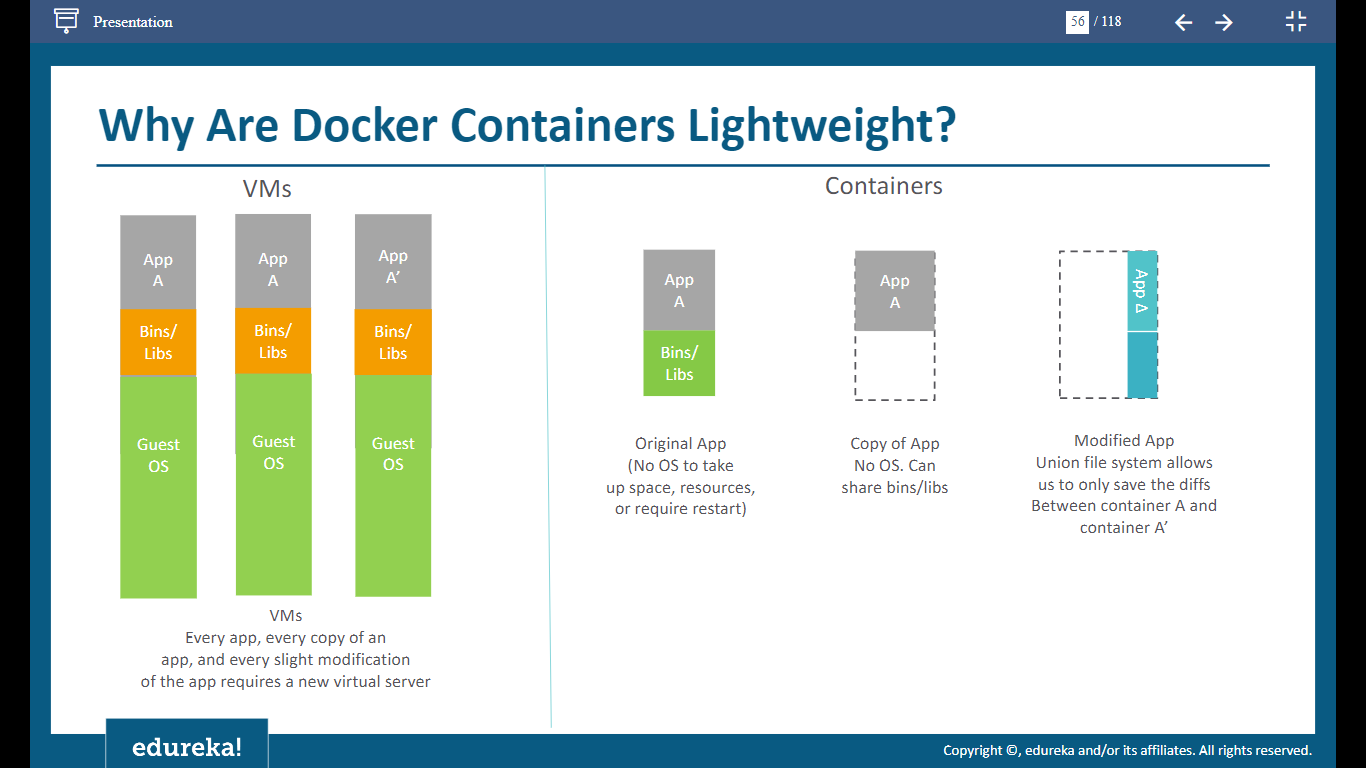 Presentation
56 / 118
Why Are Docker Containers Lightweight?
VMs
App
A
Bins/
Libs
Guest
OS
App
A
Bins/
Libs
Guest
OS
App
A’
Bins/
Libs
Guest
OS
VMs
Every app, every copy of an
app, and every slight modification
of the app requires a new virtual server
Containers
App
A
Bins/
Libs
Original App
(No OS to take
up space, resources,
or require restart)
App
A
Copy of App
No OS. Can
share bins/libs
App Δ
Modified App
Union file system allows
us to only save the diffs
Between container A and
container A’
edureka!
Copyright ©, edureka and/or its affiliates. All rights reserved.